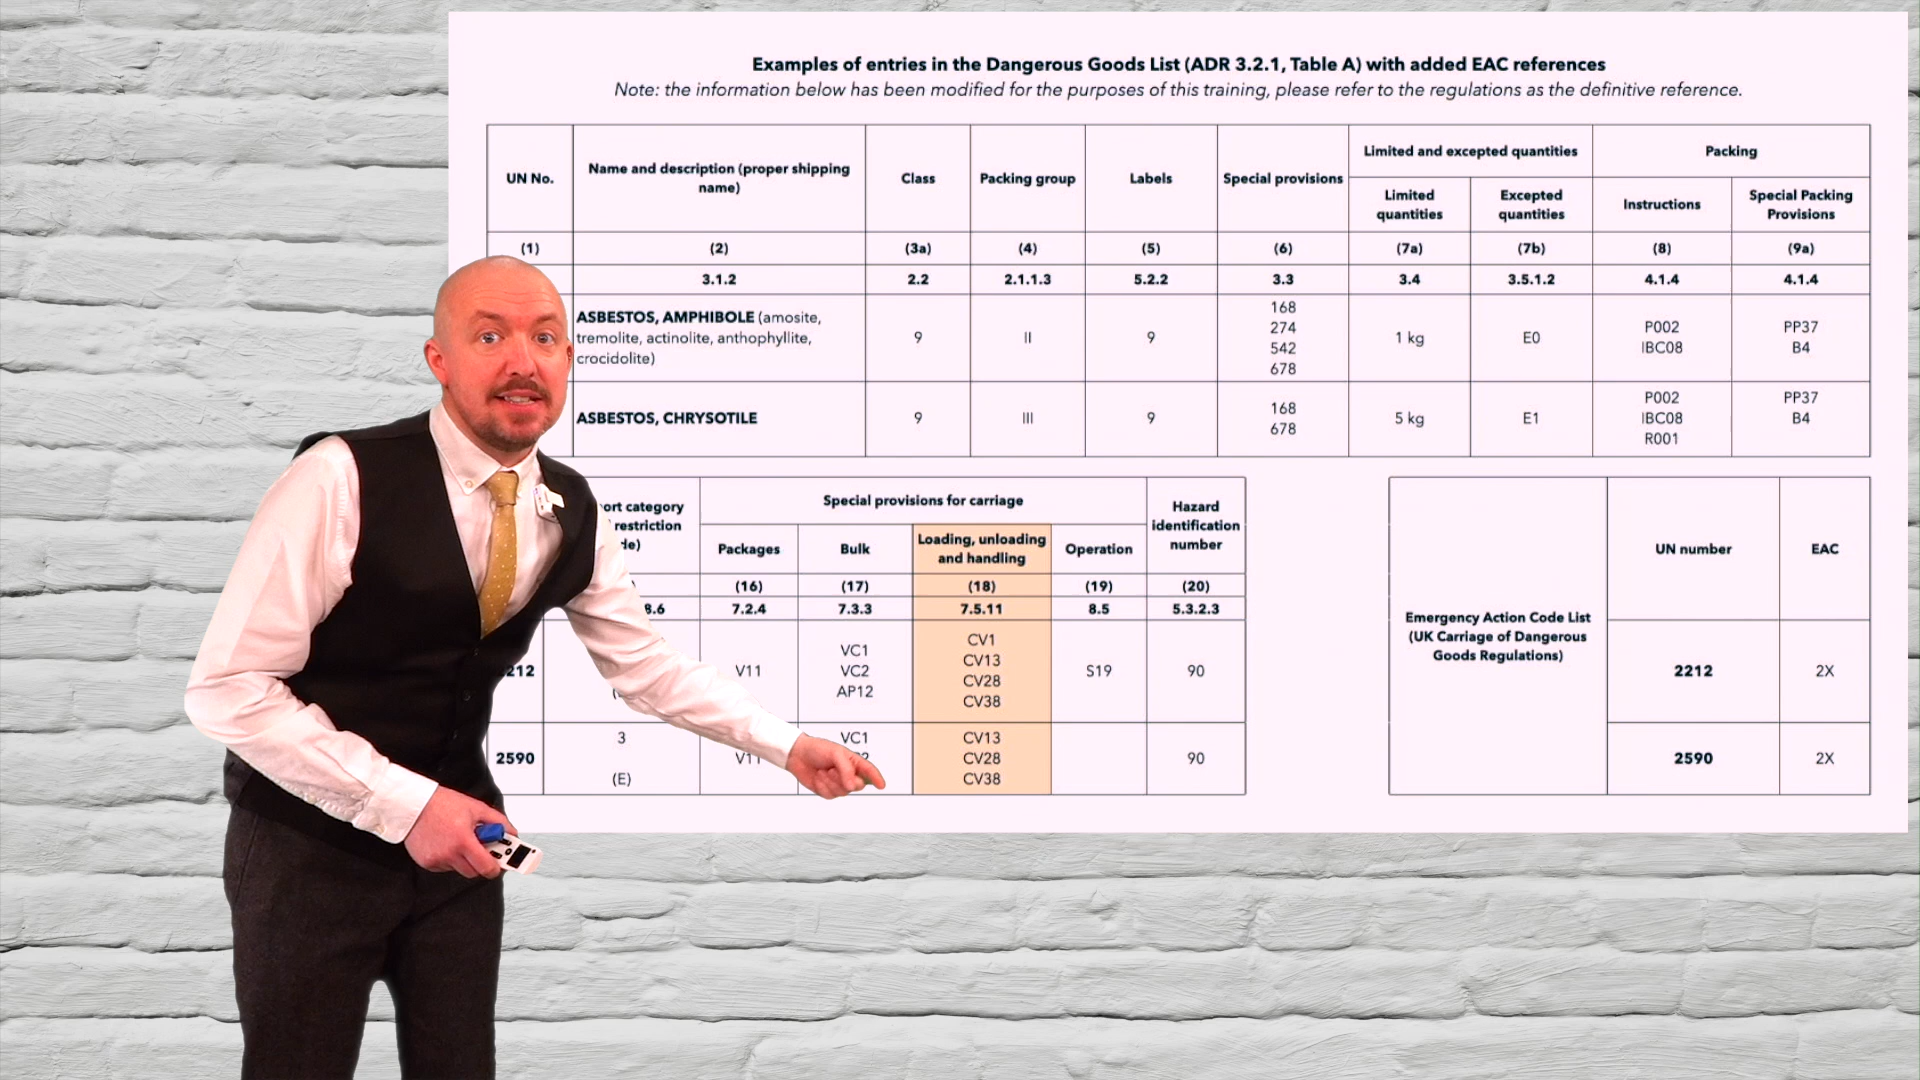 Examples of entries in the Dangerous Goods List (ADR 3.2.1, Table A) with added EAC references
Note: the information below has been modified for the purposes of this training, please refer to the regulations as the definitive reference.
UN No.
Name and description (proper shipping
name)
Class
Packing group
Labels
Special provisions
Limited and excepted quantities
Limited
quantities
Excepted
quantities
Packing
Instructions
Special Packing
Provisions
(1)
(2)
(3a)
(4)
(5)
(6)
(7a)
(7b)
(8)
(9a)
3.1.2
2.2
2.1.1.3
5.2.2
3.3
3.4
3.5.1.2
4.1.4
4.1.4
ASBESTOS, AMPHIBOLE (amosite,
tremolite, actinolite, anthophyllite,
crocidolite)
9
II
9
168
274
542
678
1 kg
E0
P002
IBC08
PP37
B4
ASBESTOS, CHRYSOTILE
9
III
9
168
678
5 kg
E1
P002
IBC08
R001
PP37
B4
category
restriction
Special provisions for carriage
Packages
Bulk
Loading, unloading
and handling
Operation
Hazard
identification
number
(16)
(17)
(18)
(19)
(20)
8.6
7.2.4
7.3.3
7.5.11
8.5
5.3.2.3
212
V11
VC1
VC2
AP12
CV1
CV13
CV28
CV38
S19
90
2590
3
(E)
V11
VC1
CV13
CV28
CV38
90
Emergency Action Code List
(UK Carriage of Dangerous
Goods Regulations)
UN number
EAC
2212
2X
2590
2X